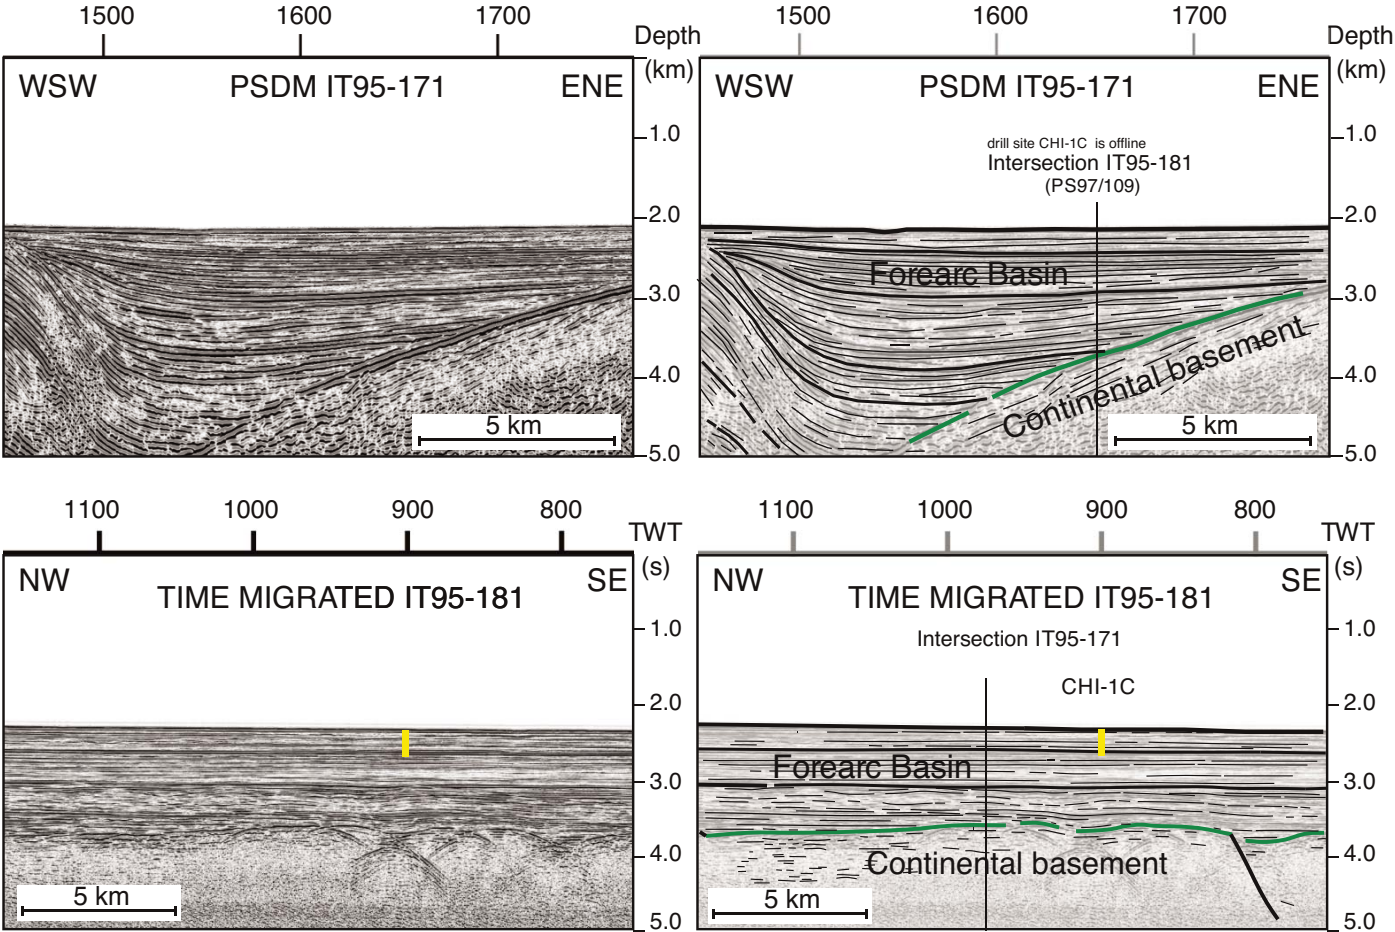 1500 1600 1700
Depth
(km)
WSW PSDM IT95-171 ENE
1.0
2.0
3.0
4.0
5.0
5 km
1500 1600 1700
Depth
(km)
WSW PSDM IT95-171 ENE
drill site CHI-1C is offline
Intersection IT95-181
(PS97/109)
1.0
2.0
Forearc Basin
3.0
Continental basement
4.0
5 km
5.0
1100 1000 900 800
TWT
(s)
NW SE
TIME MIGRATED IT95-181
1.0
2.0
3.0
4.0
5 km
5.0
1100 1000 900 800
TWT
(s)
NW SE
TIME MIGRATED IT95-181
Intersection IT95-171
1.0
CHI-1C
2.0
Forearc Basin
3.0
Continental basement
4.0
5 km
5.0